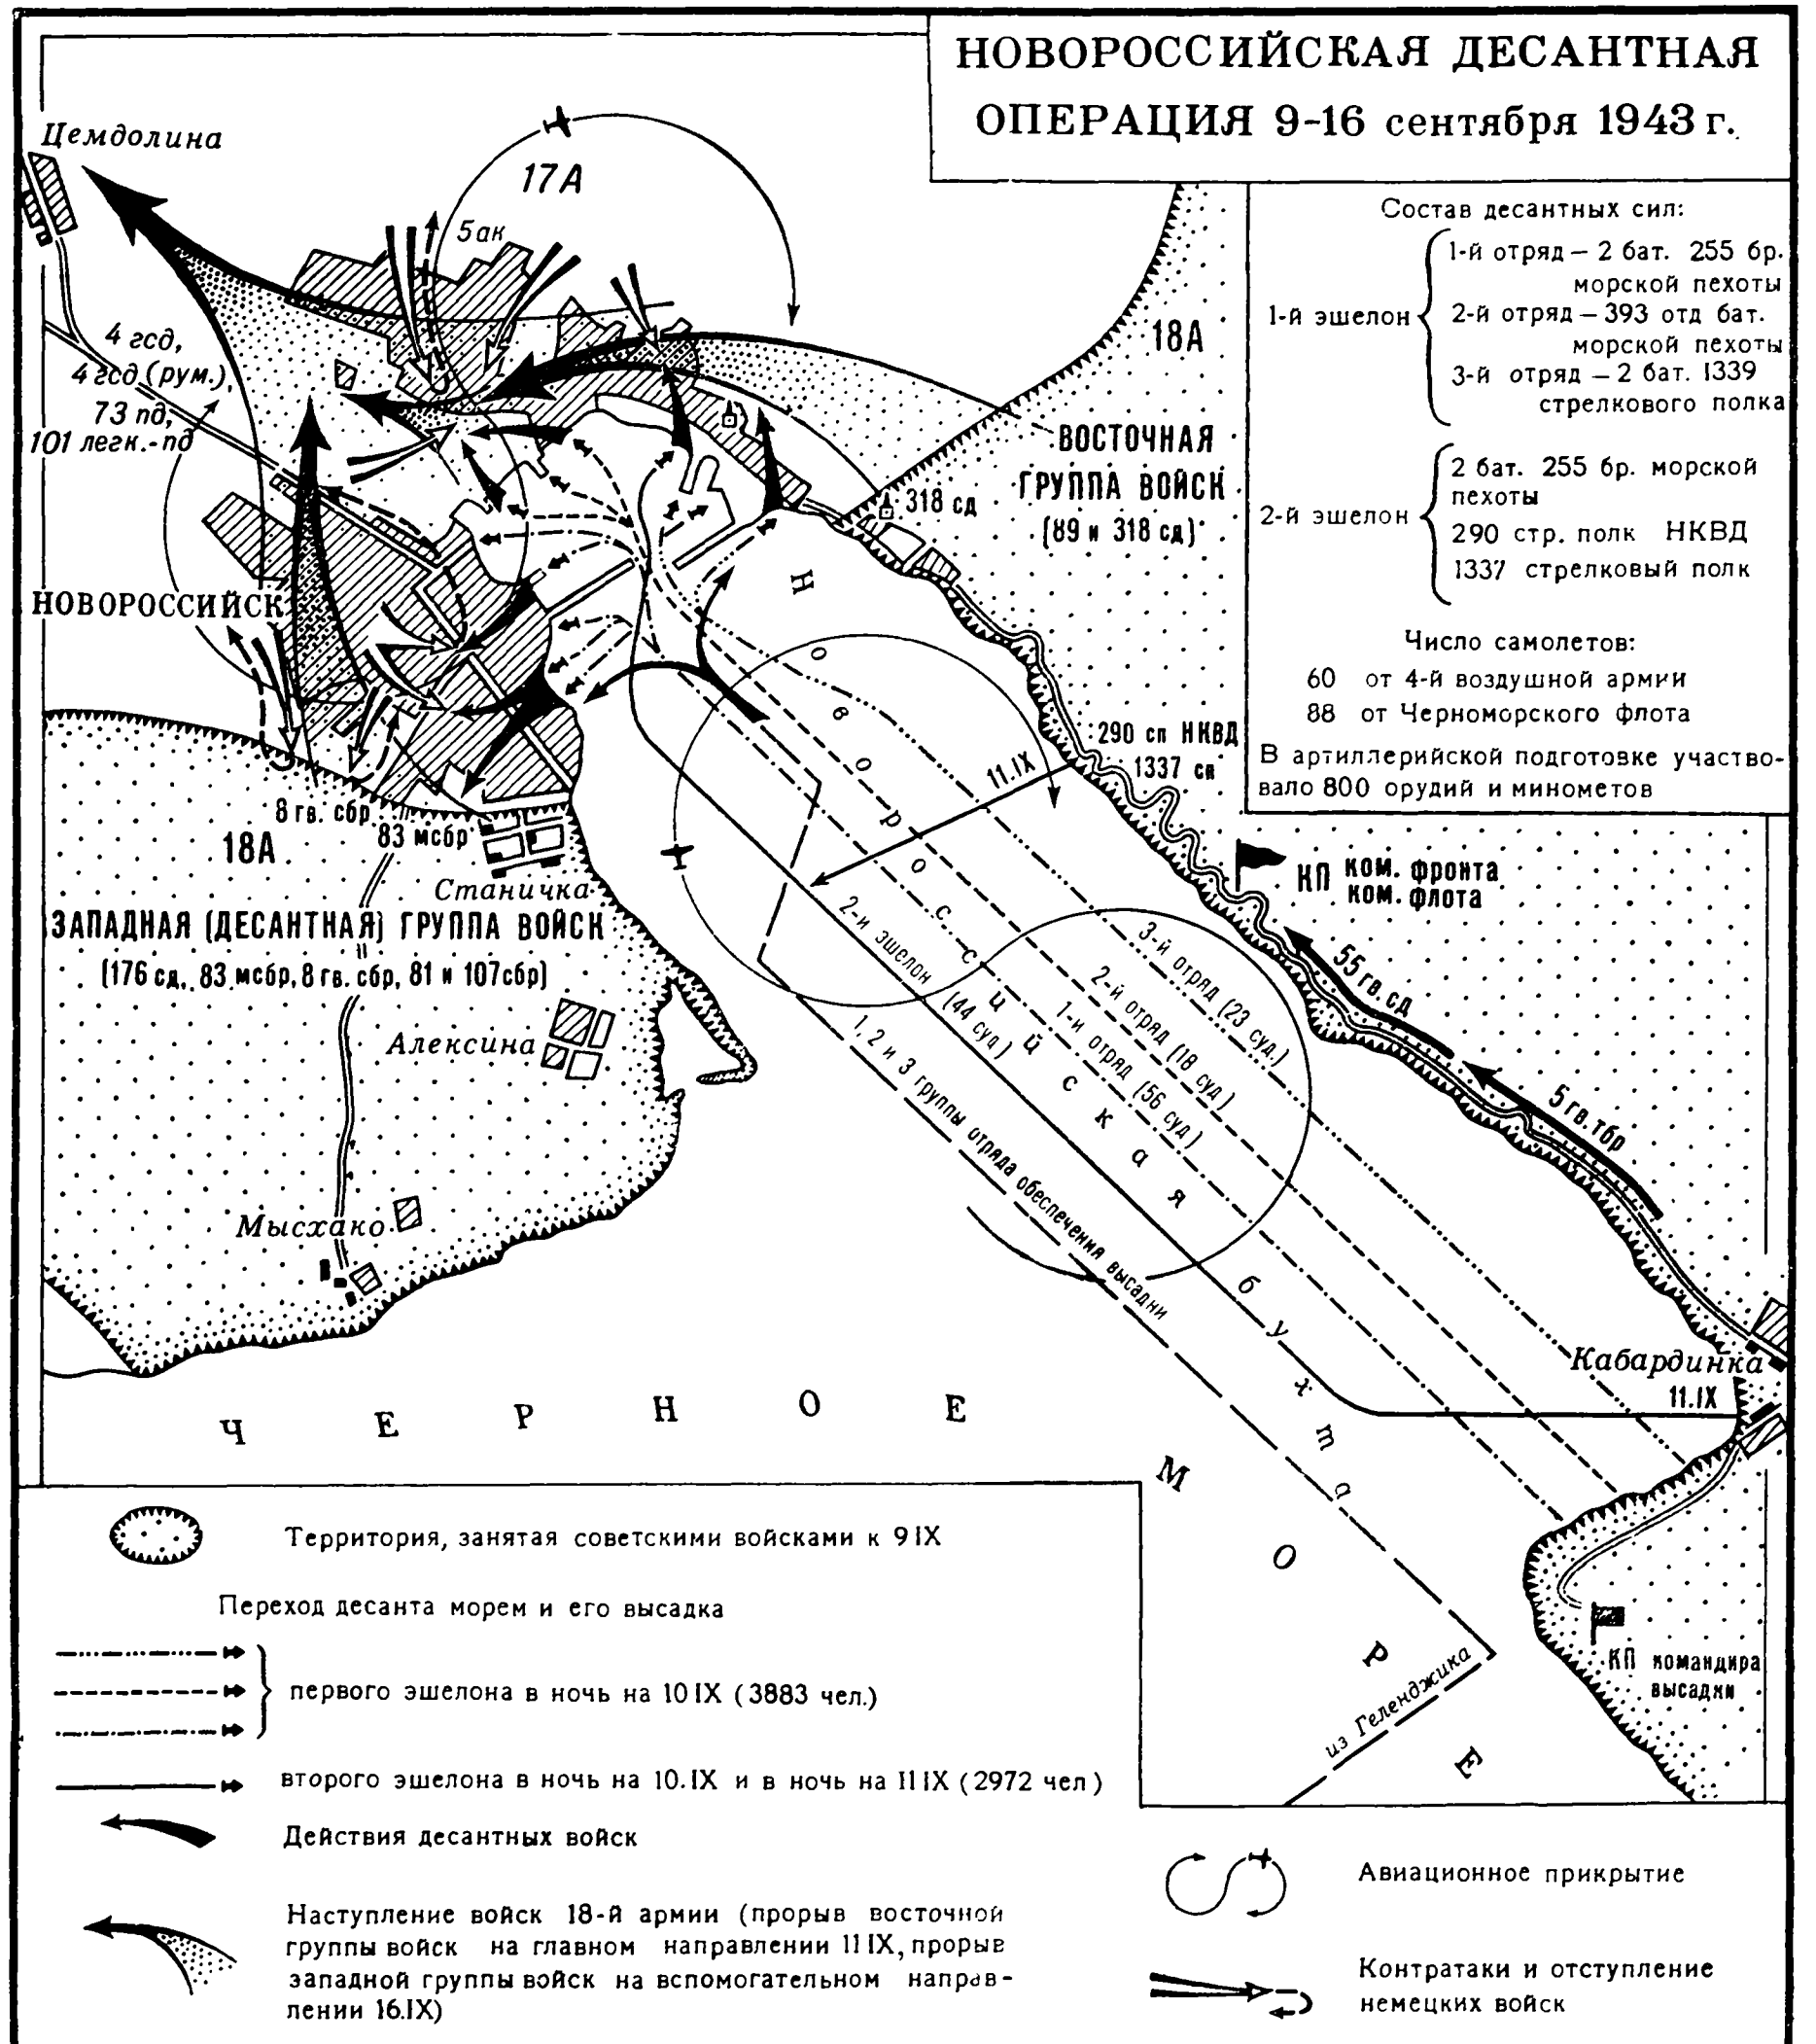 НОВОРОССИЙСКАЯ ДЕСАНТНАЯ
ОПЕРАЦИЯ 9-16 сентября 1943 г.
Состав десантных сил:
1-й эшелон
1-й отряд – 2 бат. 255 бр.
морской пехоты
2-й отряд – 393 отд бат.
морской пехоты
3-й отряд – 2 бат. 1339
стрелкового полка
2-й эшелон
2 бат. 255 бр. морской
пехоты
290 стр. полк НКВД
1337 стрелковый полк
Число самолетов:
60 от 4-й воздушной армии
88 от Черноморского флота
В артиллерийской подготовке участво-
вало 800 орудий и минометов
Цемдолина
17А
5ак
4 гсд,
4 гсд (рум.),
73 пд,
101 легк.-пд
18А
ВОСТОЧНАЯ
ГРУППА ВОЙСК
(89 и 318 сд)
318 сд
НОВОРОССИЙСК
290 сп НКВД
1337 сп
11.IX
8 гв. сбр
83 мсбр
18А
Станичка
ЗАПАДНАЯ (ДЕСАНТНАЯ) ГРУППА ВОЙСК
(176 сд, 83 мсбр, 8 гв. сбр, 81 и 107сбр)
КП ком. фронта
ком. флота
55 гв. сд
5 гв. тбр
Алексина
Мысхако
Новороссийская бухта
3-й отряд (23 суд.)
2-й отряд (18 суд.)
1-й отряд (56 суд.)
2-й эшелон (44 суд)
1, 2 и 3 группы отряда обеспечения высадки
Кабардинка
11.IX
ЧЕРНОЕ МОРЕ
из Геленджика
КП командира
высадки
Территория, занятая советскими войсками к 9 IX
Переход десанта морем и его высадка
первого эшелона в ночь на 10 IX (3883 чел.)
второго эшелона в ночь на 10.IX и в ночь на 11 IX (2972 чел)
Действия десантных войск
Наступление войск 18-й армии (прорыв восточной
группы войск на главном направлении 11 IX, прорыв
западной группы войск на вспомогательном направ-
лении 16.IX)
Авиационное прикрытие
Контратаки и отступление
немецких войск